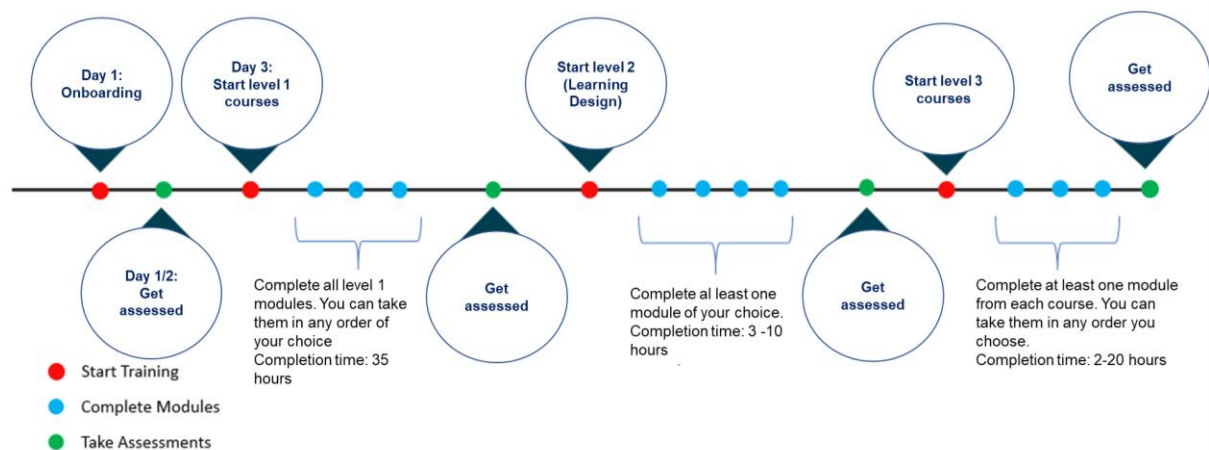 Day 1:
Onboarding
Day 3:
Start level 1
courses
Start level 2
(Learning
Design)
Start level 3
courses
Get
assessed
Day 1/2:
Get
assessed
Complete all level 1
modules. You can take
them in any order of
your choice
Completion time: 35
hours
Get
assessed
Complete al least one
module of your choice.
Completion time: 3 -10
hours
.
Get
assessed
Complete at least one module
from each course. You can
take them in any order you
choose.
Completion time: 2-20 hours
Start Training
Complete Modules
Take Assessments